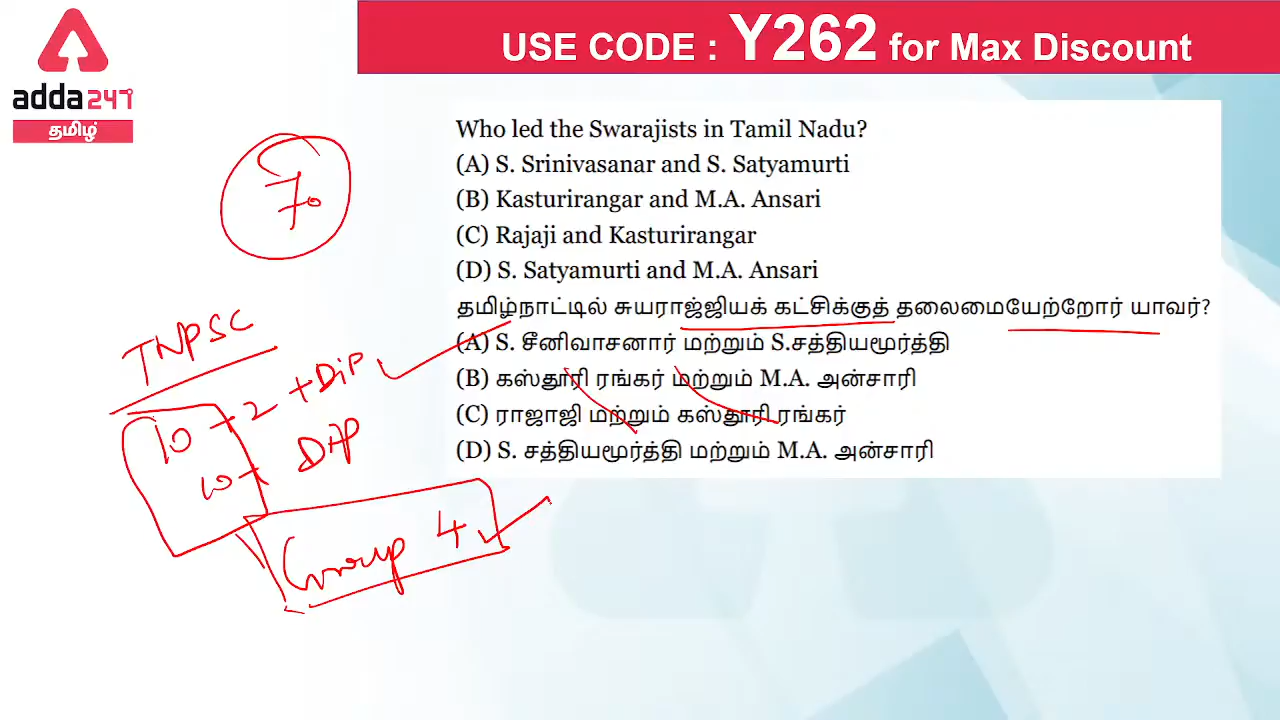 USE CODE : Y262 for Max Discount
adda247
தமிழ்
Who led the Swarajists in Tamil Nadu?
(A) S. Srinivasanar and S. Satyamurti
(B) Kasturirangar and M.A. Ansari
(C) Rajaji and Kasturirangar
(D) S. Satyamurti and M.A. Ansari
தமிழ்நாட்டில் சுயராஜ்ஜியக் கட்சிக்குத் தலைமையேற்றோர் யாவர்?
(A) S. சீனிவாசனார் மற்றும் S.சத்தியமூர்த்தி
(B) கஸ்தூரி ரங்கர் மற்றும் M.A. அன்சாரி
(C) ராஜாஜி மற்றும் கஸ்தூரி ரங்கர்
(D) S. சத்தியமூர்த்தி மற்றும் M.A. அன்சாரி
70
TNPSC
10 + 2 + Dip
10 + Dip
Group 4